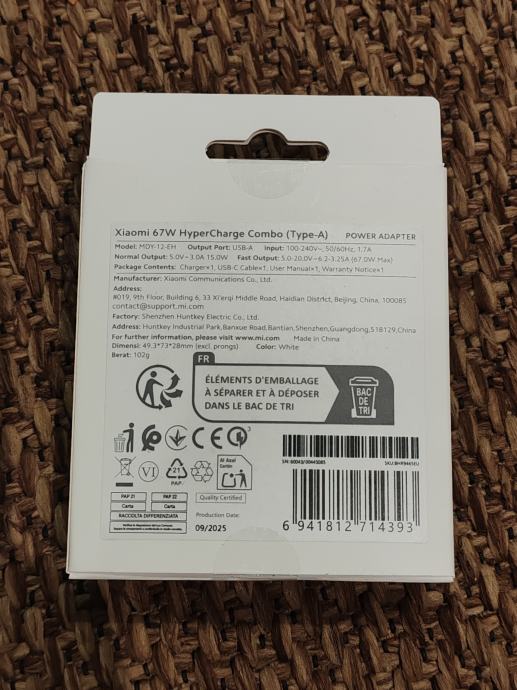 Xiaomi 67W HyperCharge Combo (Type-A) POWER ADAPTER
Model: MDY-12-EH Output Port: USB-A Input: 100-240V~, 50/60Hz, 1.7A
Normal Output: 5.0V⎓3.0A 15.0W Fast Output: 5.0-20.0V⎓6.2-3.25A (67.0W Max)
Package Contents: Charger×1, USB-C Cable×1, User Manual×1, Warranty Notice×1
Manufacturer: Xiaomi Communications Co., Ltd.
Address:
#019, 9th Floor, Building 6, 33 Xi'erqi Middle Road, Haidian District, Beijing, China, 100085
contact@support.mi.com
Factory: Shenzhen Huntkey Electric Co., Ltd.
Address: Huntkey Industrial Park,Banxue Road,Bantian,Shenzhen,Guangdong,518129,China
For further information, please visit www.mi.com Made In China
Dimensi: 49.3*73*28mm (excl. prongs) Color: White
Berat: 102g
FR
ÉLÉMENTS D'EMBALLAGE
À SÉPARER ET À DÉPOSER
DANS LE BAC DE TRI
BAC
DE
TRI
CE
3
VI
21
PAP
Al Azul
Cartón
Quality Certified
PAP 21 PAP 22
Carta Carta
RACCOLTA DIFFERENZIATA
Production Date:
09/2025
6 941812 714393